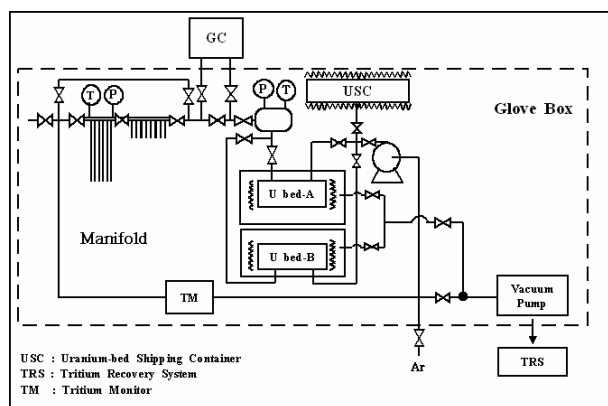 GC
T
P
P
T
USC
Glove Box
U bed-A
Manifold
U bed-B
TM
Vacuum
Pump
USC : Uranium-bed Shipping Container
TRS : Tritium Recovery System
TM : Tritium Monitor
Ar
TRS